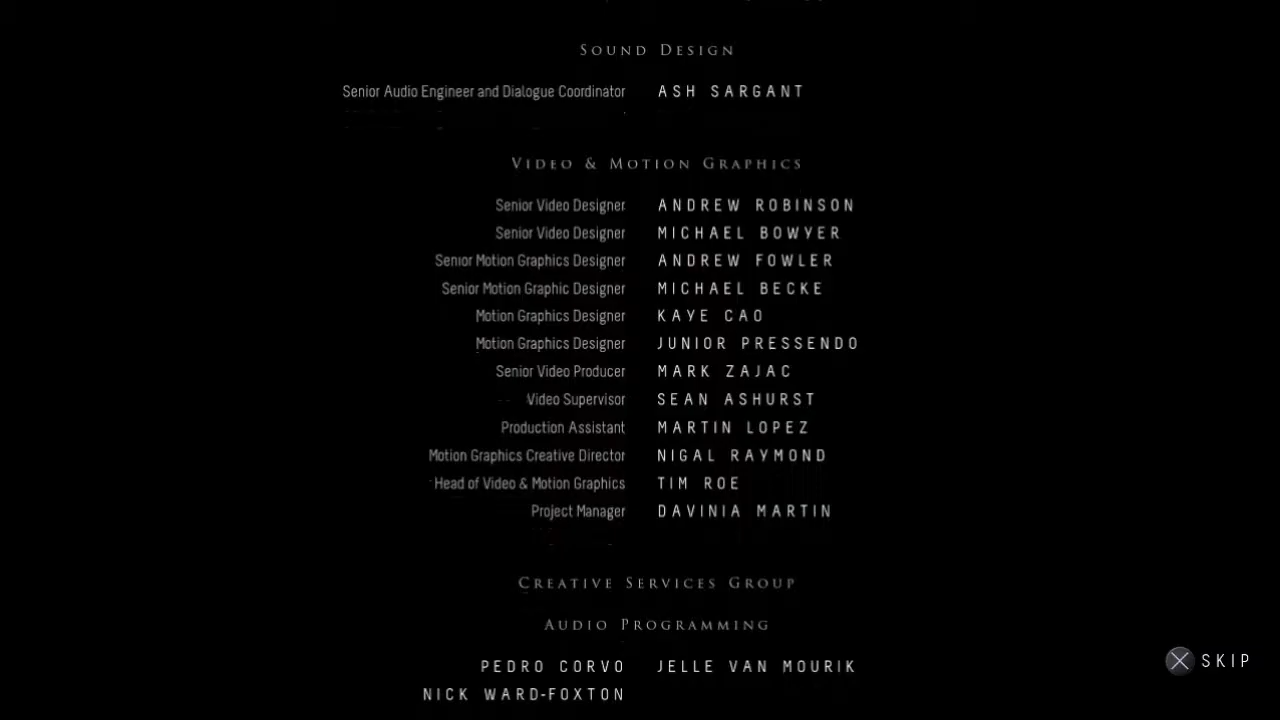 SOUND DESIGN
Senior Audio Engineer and Dialogue Coordinator ASH SARGANT
VIDEO & MOTION GRAPHICS
Senior Video Designer ANDREW ROBINSON
Senior Video Designer MICHAEL BOWYER
Senior Motion Graphics Designer ANDREW FOWLER
Senior Motion Graphic Designer MICHAEL BECKE
Motion Graphics Designer KAYE CAO
Motion Graphics Designer JUNIOR PRESSENDO
Senior Video Producer MARK ZAJAC
Video Supervisor SEAN ASHURST
Production Assistant MARTIN LOPEZ
Motion Graphics Creative Director NIGAL RAYMOND
Head of Video & Motion Graphics TIM ROE
Project Manager DAVINIA MARTIN
CREATIVE SERVICES GROUP
AUDIO PROGRAMMING
PEDRO CORVO JELLE VAN MOURIK
SKIP
NICK WARD-FOXTON